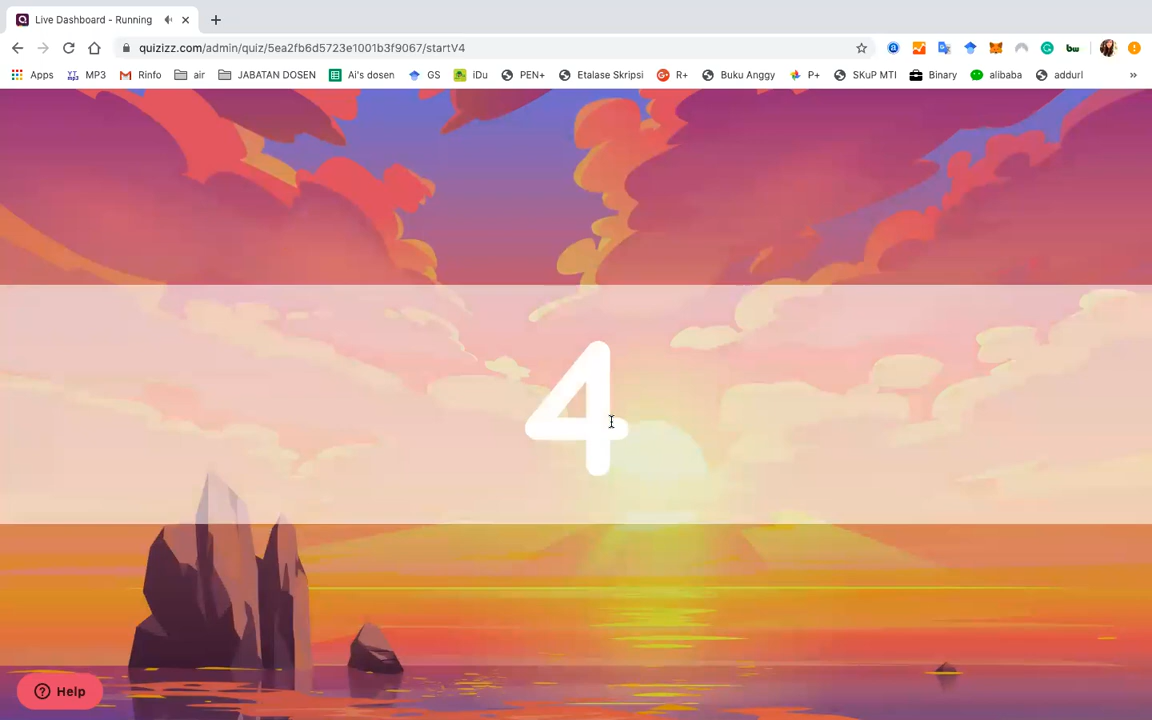 Live Dashboard - Running
quizizz.com/admin/quiz/5ea2fb6d5723e1001b3f9067/startV4
Apps MP3 Rinfo air JABATAN DOSEN Ai's dosen GS iDu PEN+ Etalase Skripsi R+ Buku Anggy P+ SKuP MTI Binary alibaba addurl »
4
Help